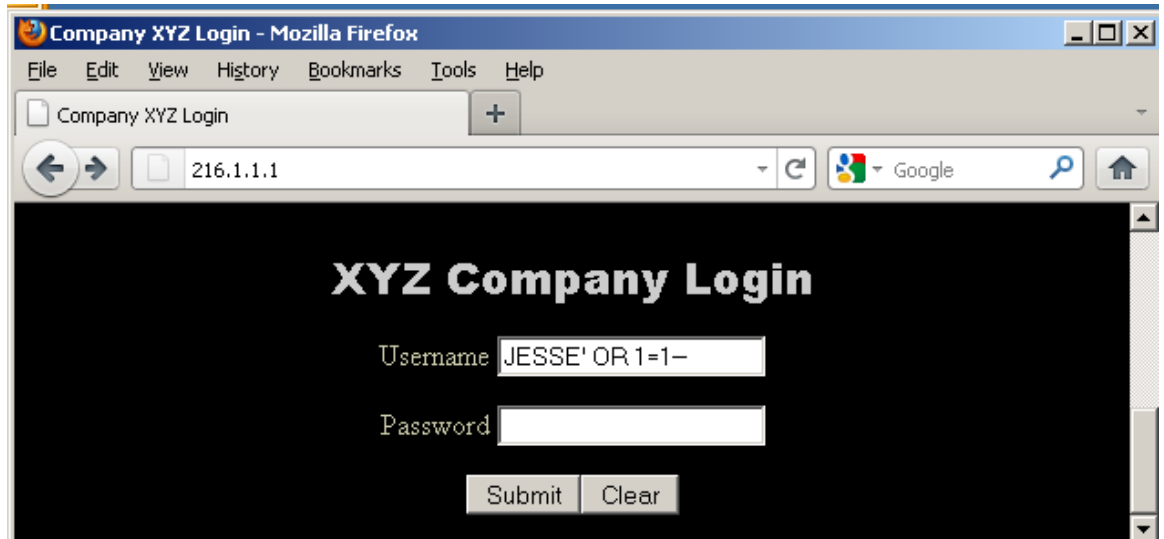 Company XYZ Login - Mozilla Firefox
File Edit View History Bookmarks Tools Help
Company XYZ Login
216.1.1.1 Google
XYZ Company Login
Username JESSE' OR 1=1--
Password
Submit Clear